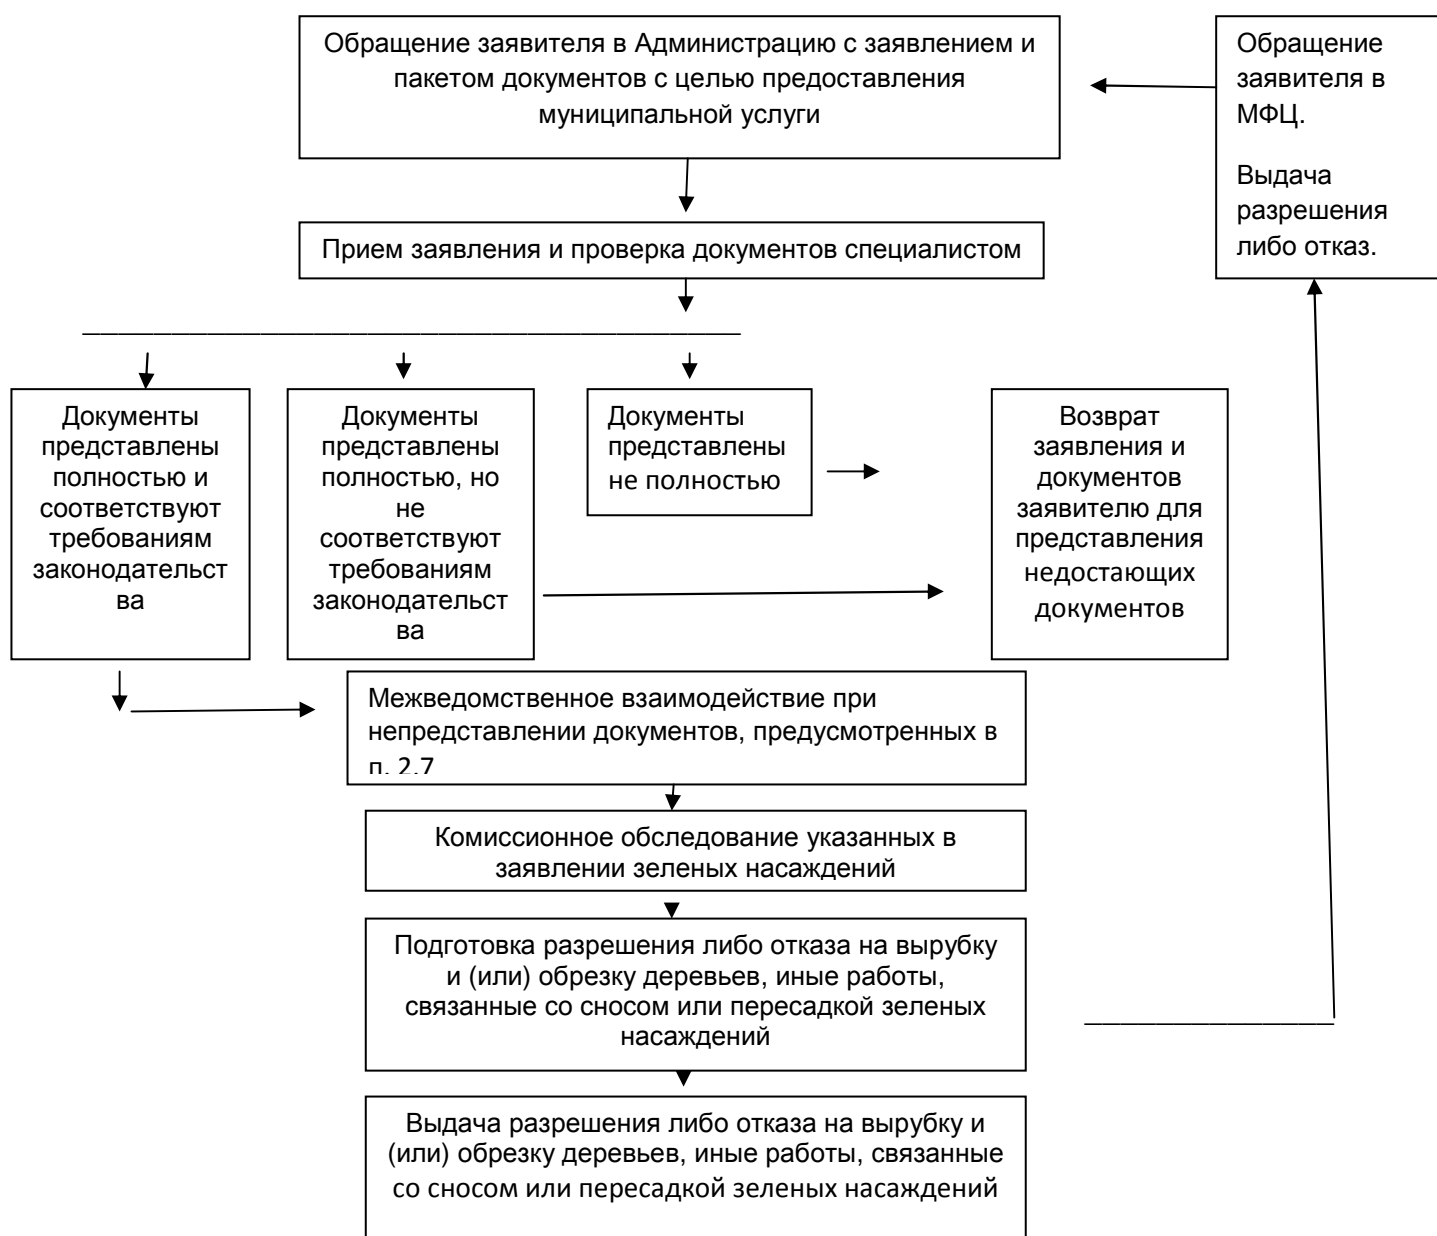 Обращение заявителя в Администрацию с заявлением и
пакетом документов с целью предоставления
муниципальной услуги
Обращение
заявителя в
МФЦ.
Выдача
разрешения
либо отказ.
Прием заявления и проверка документов специалистом
Документы
представлены
полностью и
соответствуют
требованиям
законодательст
ва
Документы
представлены
полностью, но
не
соответствуют
требованиям
законодательст
ва
Документы
представлены
не полностью
Возврат
заявления и
документов
заявителю для
представления
недостающих
документов
Межведомственное взаимодействие при
непредставлении документов, предусмотренных в
п. 2.7
Комиссионное обследование указанных в
заявлении зеленых насаждений
Подготовка разрешения либо отказа на вырубку
и (или) обрезку деревьев, иные работы,
связанные со сносом или пересадкой зеленых
насаждений
Выдача разрешения либо отказа на вырубку и
(или) обрезку деревьев, иные работы, связанные
со сносом или пересадкой зеленых насаждений